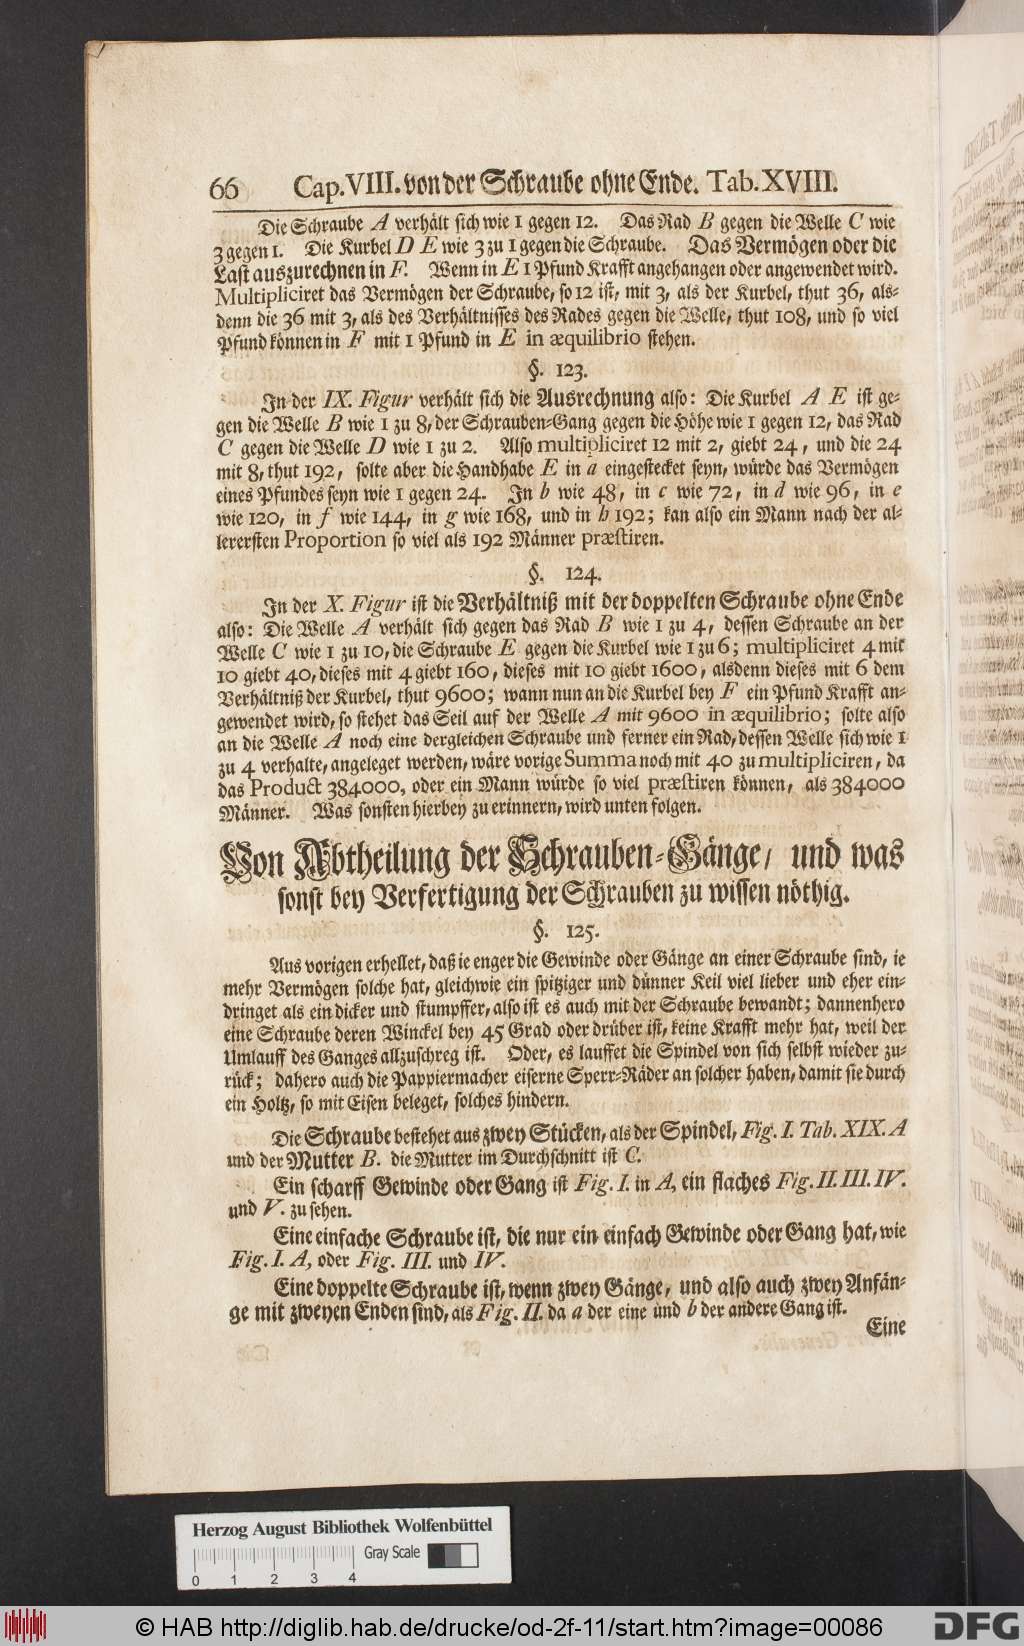 66 Cap. VIII. von der Schraube ohne Ende. Tab. XVIII.
Die Schraube A verhält sich wie 1 gegen 12. Das Rad B gegen die Welle C wie
3 gegen 1. Die Kurbel D E wie 3 zu 1 gegen die Schraube. Das Vermögen oder die
Last auszurechnen in F. Wenn in E 1 Pfund Krafft angehangen oder angewendet wird.
Multipliciret das Vermögen der Schraube, so 12 ist, mit 3, als der Kurbel, thut 36, als-
denn die 36 mit 3, als des Verhältnisses des Rades gegen die Welle, thut 108, und so viel
Pfund können in F mit 1 Pfund in E in æquilibrio stehen.
§. 123.
In der IX. Figur verhält sich die Ausrechnung also: Die Kurbel A E ist ge-
gen die Welle B wie 1 zu 8, der Schrauben-Gang gegen die Höhe wie 1 gegen 12, das Rad
C gegen die Welle D wie 1 zu 2. Also multipliciret 12 mit 2, giebt 24, und die 24
mit 8, thut 192, solte aber die Handhabe E in a eingestecket seyn, würde das Vermögen
eines Pfundes seyn wie 1 gegen 24. In b wie 48, in c wie 72, in d wie 96, in e
wie 120, in f wie 144, in g wie 168, und in h 192; kan also ein Mann nach der al-
lerersten Proportion so viel als 192 Männer præstiren.
§. 124.
In der X. Figur ist die Verhältniß mit der doppelten Schraube ohne Ende
also: Die Welle A verhält sich gegen das Rad B wie 1 zu 4, dessen Schraube an der
Welle C wie 1 zu 10, die Schraube E gegen die Kurbel wie 1 zu 6; multipliciret 4 mit
10 giebt 40, dieses mit 4 giebt 160, dieses mit 10 giebt 1600, alsdenn dieses mit 6 dem
Verhältniß der Kurbel, thut 9600; wann nun an die Kurbel bey F ein Pfund Krafft an-
gewendet wird, so stehet das Seil auf der Welle A mit 9600 in æquilibrio; solte also
an die Welle A noch eine dergleichen Schraube und ferner ein Rad, dessen Welle sich wie 1
zu 4 verhalte, angeleget werden, wäre vorige Summa noch mit 40 zu multipliciren, da
das Product 384000, oder ein Mann würde so viel præstiren können, als 384000
Männer. Was sonsten hierbey zu erinnern, wird unten folgen.
Von Abtheilung der Schrauben-Gänge, und was
sonst bey Verfertigung der Schrauben zu wissen nöthig.
§. 125.
Aus vorigen erhellet, daß ie enger die Gewinde oder Gänge an einer Schraube sind, ie
mehr Vermögen solche hat, gleichwie ein spitziger und dünner Keil viel lieber und eher ein-
dringet als ein dicker und stumpffer, also ist es auch mit der Schraube bewandt; dannenhero
eine Schraube deren Winckel bey 45 Grad oder drüber ist, keine Krafft mehr hat, weil der
Umlauff des Ganges allzuschreg ist. Oder, es lauffet die Spindel von sich selbst wieder zu-
rück; dahero auch die Pappiermacher eiserne Sperr-Räder an solcher haben, damit sie durch
ein Holtz, so mit Eisen beleget, solches hindern.
Die Schraube bestehet aus zwey Stücken, als der Spindel, Fig. I. Tab. XIX. A
und der Mutter B. die Mutter im Durchschnitt ist C.
Ein scharff Gewinde oder Gang ist Fig. I. in A, ein flaches Fig. II. III. IV.
und V. zu sehen.
Eine einfache Schraube ist, die nur ein einfach Gewinde oder Gang hat, wie
Fig. I. A, oder Fig. III. und IV.
Eine doppelte Schraube ist, wenn zwey Gänge, und also auch zwey Anfän-
ge mit zweyen Enden sind, als Fig. II. da a der eine und b der andere Gang ist.
Eine
Herzog August Bibliothek Wolfenbüttel
Gray Scale
0 1 2 3 4
© HAB http://diglib.hab.de/drucke/od-2f-11/start.htm?image=00086
DFG